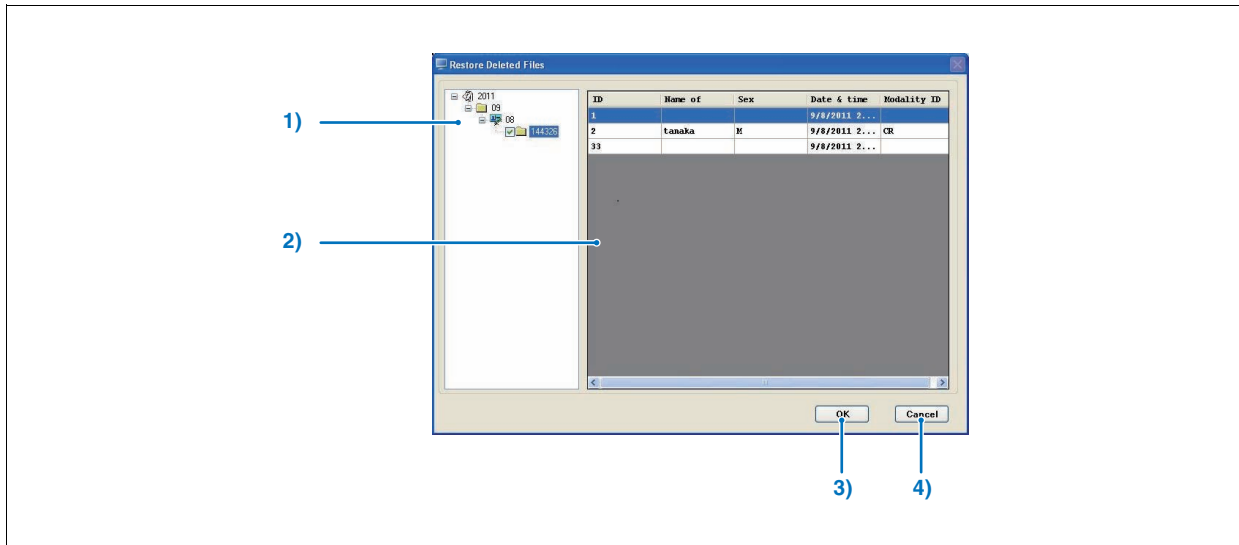 Restore Deleted Files
2011
09
08
144326
ID Name of Sex Date & time Modality ID
1 9/8/2011 2...
2 tanaka M 9/8/2011 2... CR
33 9/8/2011 2...
1)
2)
OK Cancel
3) 4)